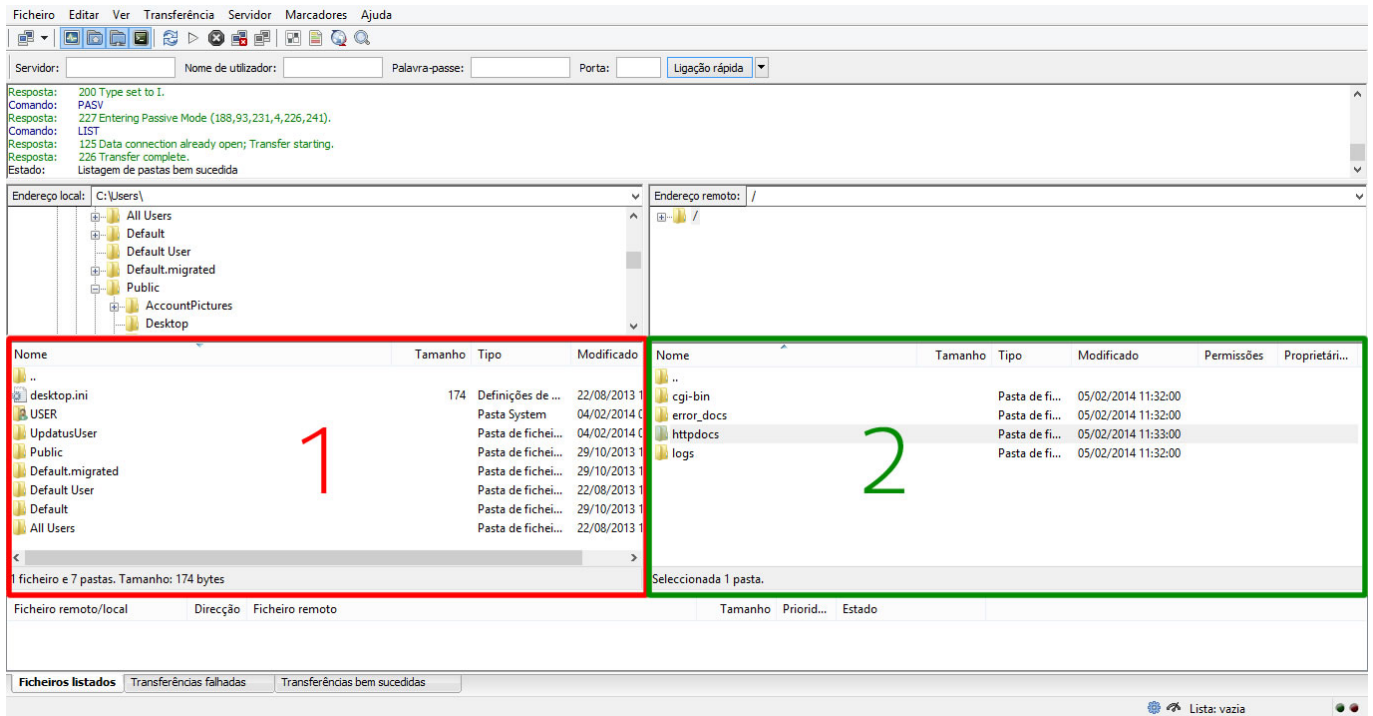 Ficheiro Editar Ver Transferência Servidor Marcadores Ajuda
Servidor: Nome de utilizador: Palavra-passe: Porta: Ligação rápida
Resposta: 200 Type set to I.
Comando: PASV
Resposta: 227 Entering Passive Mode (188,93,231,4,226,241).
Comando: LIST
Resposta: 125 Data connection already open; Transfer starting.
Resposta: 226 Transfer complete.
Estado: Listagem de pastas bem sucedida
Endereço local: C:\Users\ Endereço remoto: /
All Users /
Default
Default User
Default.migrated
Public
AccountPictures
Desktop
Nome Tamanho Tipo Modificado
..
desktop.ini 174 Definições de ... 22/08/2013 1
USER Pasta System 04/02/2014 0
UpdatusUser Pasta de fichei... 04/02/2014 0
Public Pasta de fichei... 29/10/2013 1
Default.migrated Pasta de fichei... 29/10/2013 1
Default User Pasta de fichei... 22/08/2013 1
Default Pasta de fichei... 29/10/2013 1
All Users Pasta de fichei... 22/08/2013 1
1
1 ficheiro e 7 pastas. Tamanho: 174 bytes
Nome Tamanho Tipo Modificado Permissões Proprietári...
..
cgi-bin Pasta de fi... 05/02/2014 11:32:00
error_docs Pasta de fi... 05/02/2014 11:32:00
httpdocs Pasta de fi... 05/02/2014 11:33:00
logs Pasta de fi... 05/02/2014 11:32:00
2
Seleccionada 1 pasta.
Ficheiro remoto/local Direcção Ficheiro remoto Tamanho Priorid... Estado
Ficheiros listados Transferências falhadas Transferências bem sucedidas
Lista: vazia